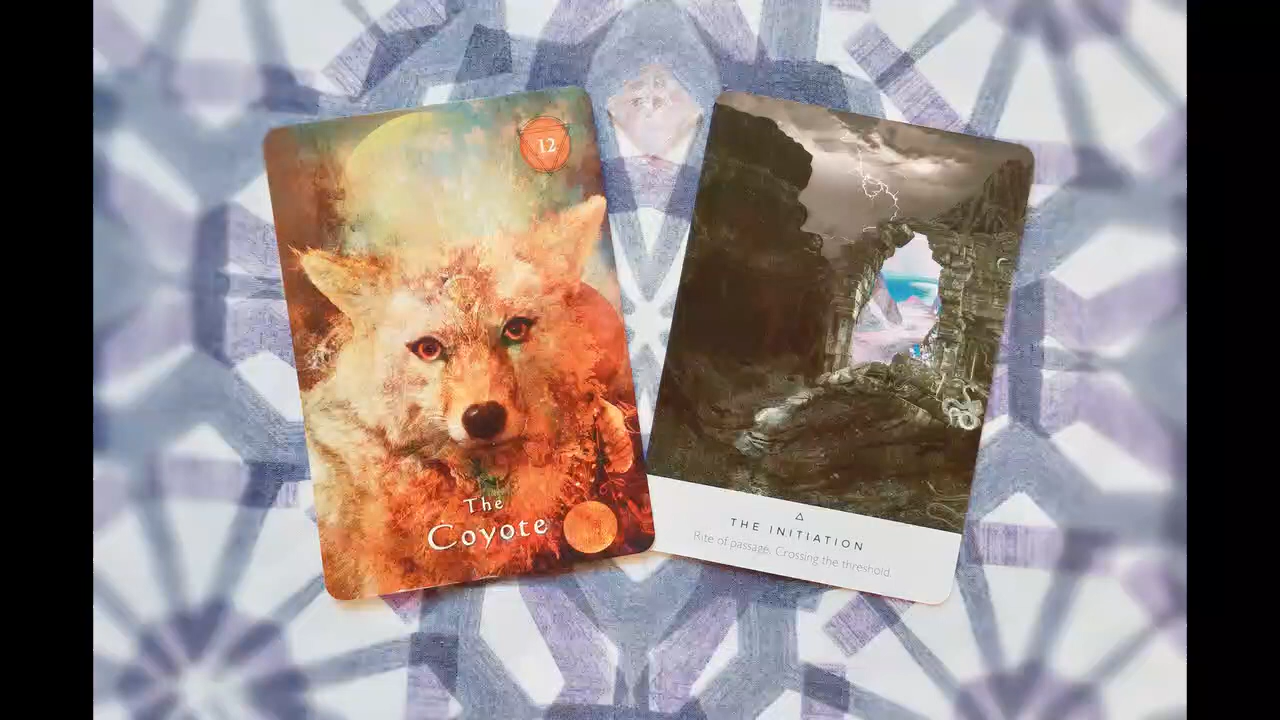 12
The
Coyote
THE INITIATION
Rite of passage. Crossing the threshold.